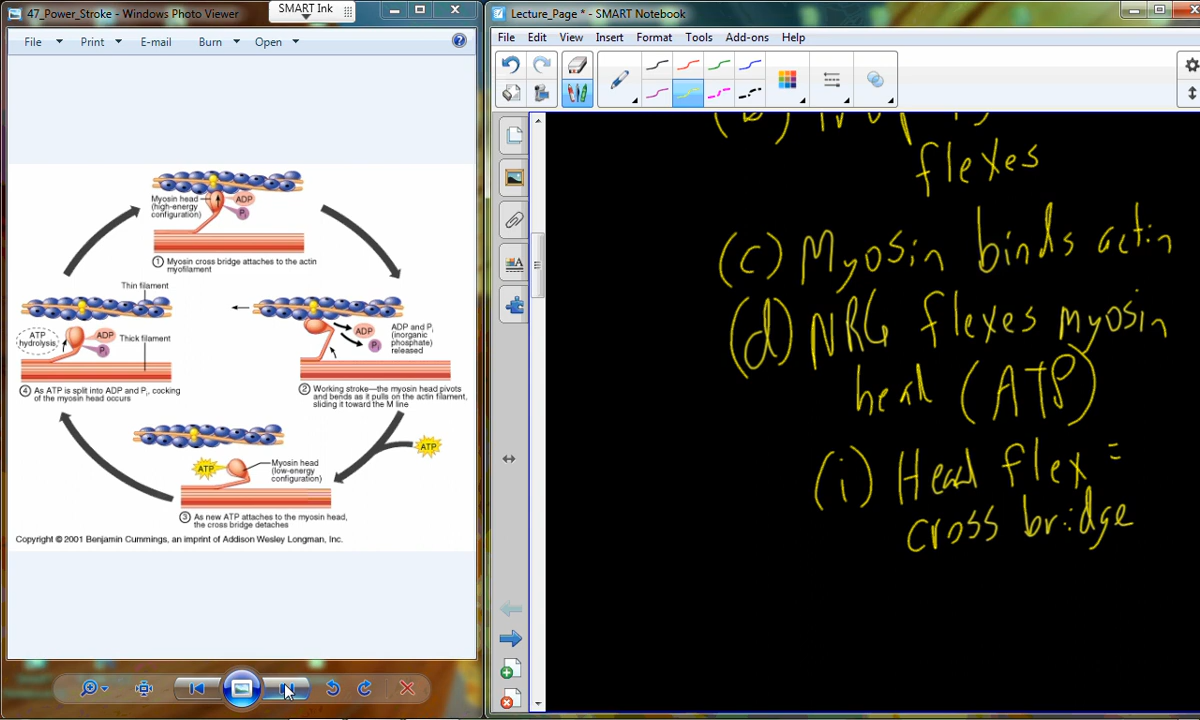 47_Power_Stroke - Windows Photo Viewer
SMART Ink
File Print E-mail Burn Open
Myosin head
(high-energy
configuration)
ADP
Pi
① Myosin cross bridge attaches to the actin
myofilament
Thin filament
ATP
hydrolysis
ADP
Pi
Thick filament
④ As ATP is split into ADP and Pi, cocking
of the myosin head occurs
ADP
Pi
ADP and Pi
(inorganic
phosphate)
released
② Working stroke—the myosin head pivots
and bends as it pulls on the actin filament,
sliding it toward the M line
ATP
ATP
Myosin head
(low-energy
configuration)
③ As new ATP attaches to the myosin head,
the cross bridge detaches
Copyright © 2001 Benjamin Cummings, an imprint of Addison Wesley Longman, Inc.
Lecture_Page * - SMART Notebook
File Edit View Insert Format Tools Add-ons Help
(b)
flexes
(c) Myosin binds actin
(d) NRG flexes myosin
head (ATP)
(i) Head flex =
cross bridge